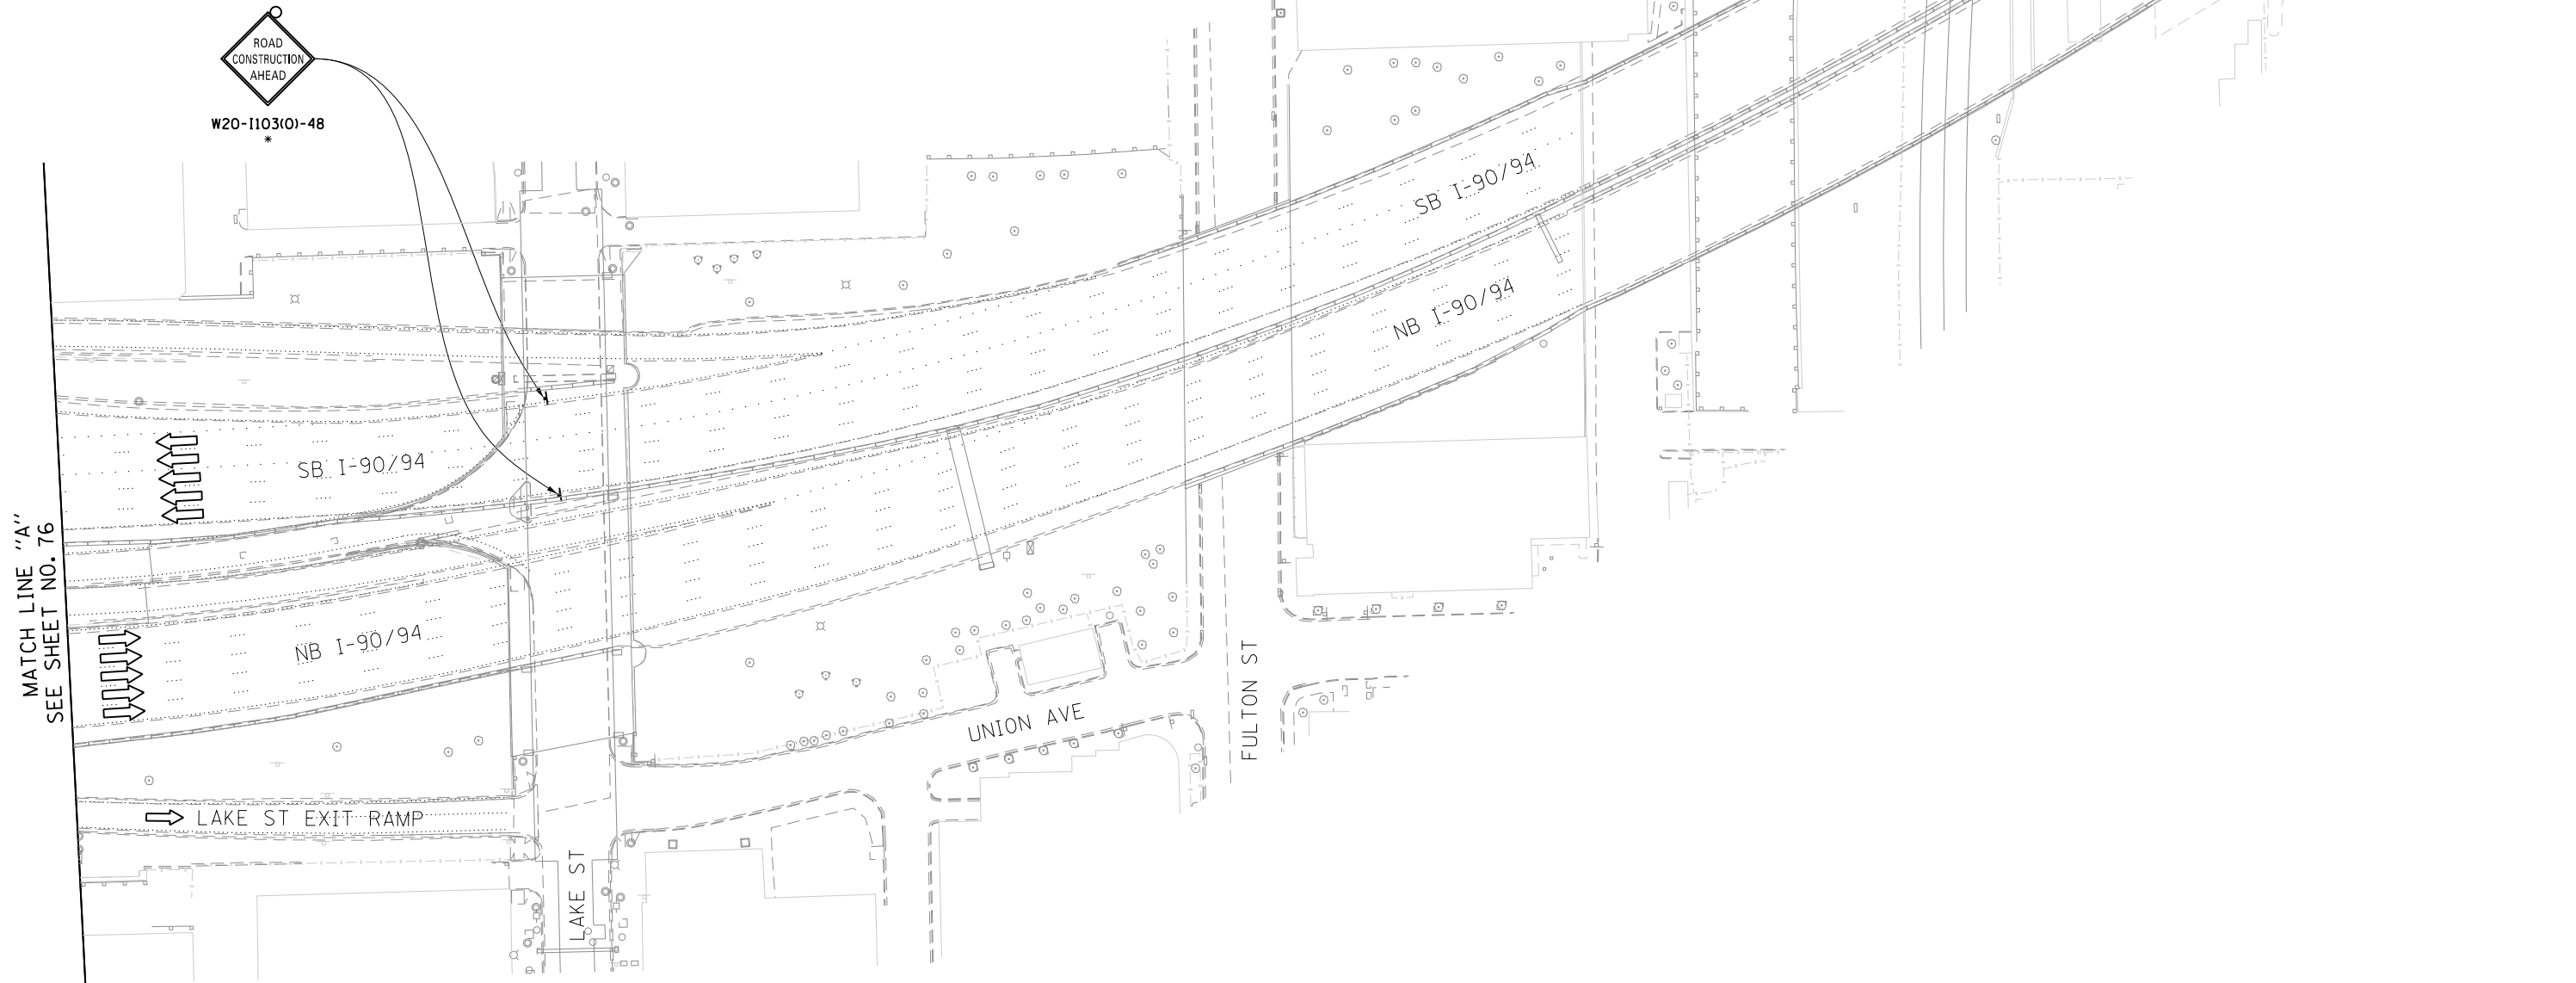 ROAD
CONSTRUCTION
AHEAD
W20-I103(O)-48
*
SB I-90/94
NB I-90/94
SB I-90/94
NB I-90/94
MATCH LINE "A"
SEE SHEET NO. 76
UNION AVE
FULTON ST
LAKE ST EXIT RAMP
LAKE ST